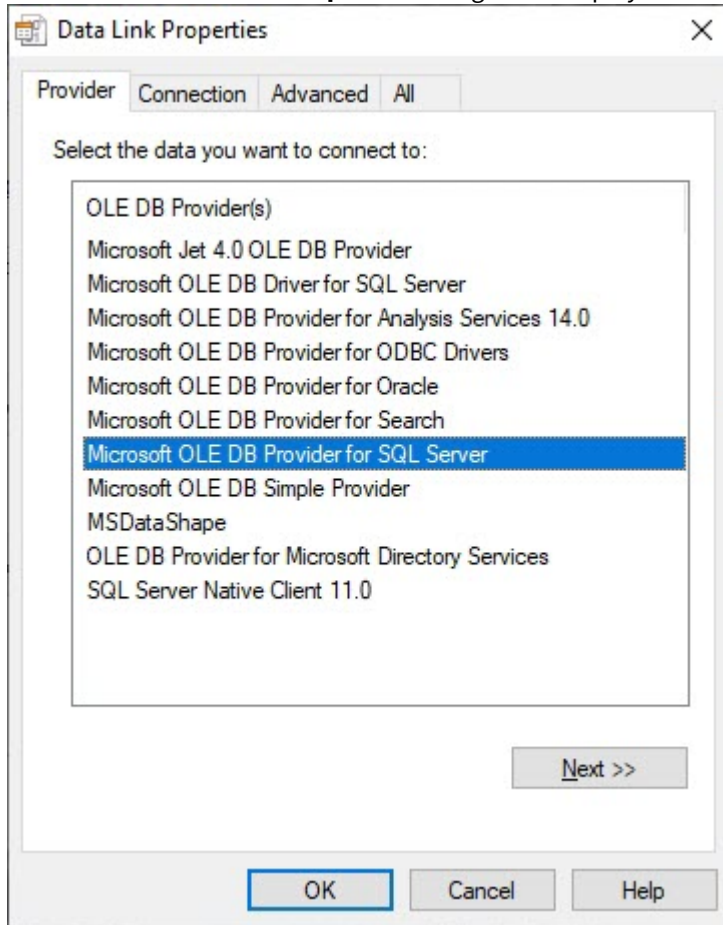 Data Link Properties
Provider Connection Advanced All
Select the data you want to connect to:
OLE DB Provider(s)
Microsoft Jet 4.0 OLE DB Provider
Microsoft OLE DB Driver for SQL Server
Microsoft OLE DB Provider for Analysis Services 14.0
Microsoft OLE DB Provider for ODBC Drivers
Microsoft OLE DB Provider for Oracle
Microsoft OLE DB Provider for Search
Microsoft OLE DB Provider for SQL Server
Microsoft OLE DB Simple Provider
MSDataShape
OLE DB Provider for Microsoft Directory Services
SQL Server Native Client 11.0
Next >>
OK Cancel Help